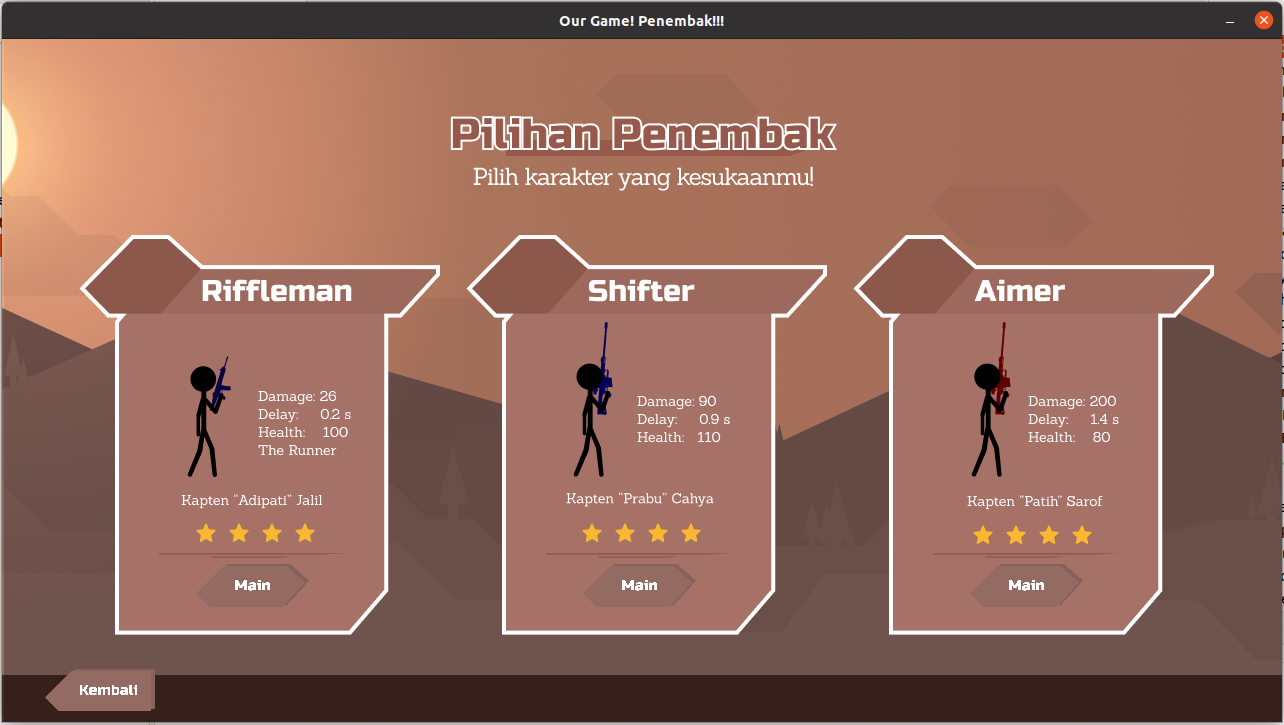 Our Game! Penembak!!!
Pilihan Penembak
Pilih karakter yang kesukaanmu!
Riffleman
Damage: 26
Delay: 0.2 s
Health: 100
The Runner
Kapten "Adipati" Jalil
Main
Shifter
Damage: 90
Delay: 0.9 s
Health: 110
Kapten "Prabu" Cahya
Main
Aimer
Damage: 200
Delay: 1.4 s
Health: 80
Kapten "Patih" Sarof
Main
Kembali